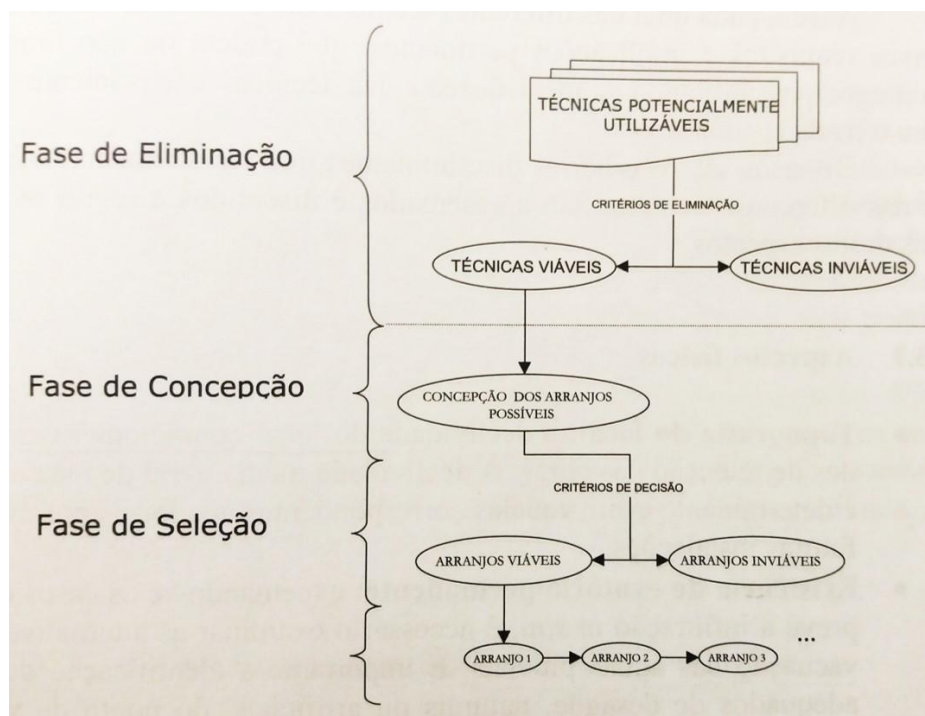 TÉCNICAS POTENCIALMENTE
UTILIZÁVEIS
Fase de Eliminação
CRITÉRIOS DE ELIMINAÇÃO
TÉCNICAS VIÁVEIS
TÉCNICAS INVIÁVEIS
Fase de Concepção
CONCEPÇÃO DOS ARRANJOS
POSSÍVEIS
CRITÉRIOS DE DECISÃO
Fase de Seleção
ARRANJOS VIÁVEIS
ARRANJOS INVIÁVEIS
ARRANJO 1
ARRANJO 2
ARRANJO 3
...